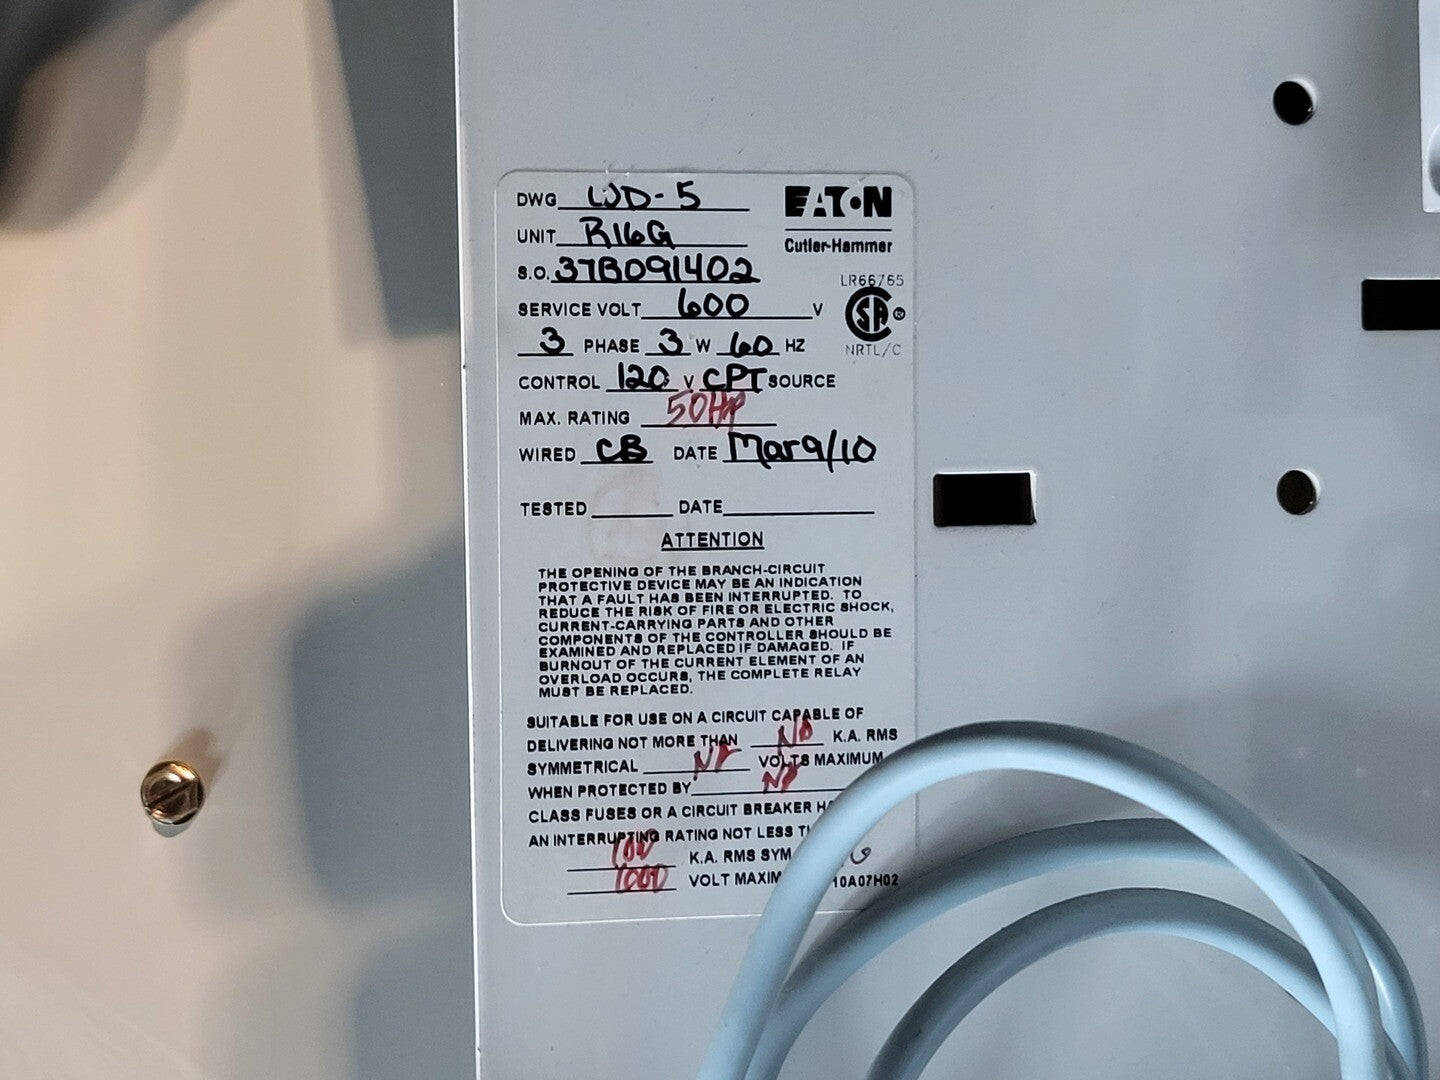 DWG WD-5
EATON
UNIT R16G
Cutler-Hammer
S.O. 37B091402
LR66765
SERVICE VOLT 600 V
SA ®
3 PHASE 3 W 60 HZ
NRTL/C
CONTROL 120 V CPT SOURCE
MAX. RATING 50HP
WIRED CB DATE Mar 9/10
TESTED DATE
ATTENTION
THE OPENING OF THE BRANCH-CIRCUIT
PROTECTIVE DEVICE MAY BE AN INDICATION
THAT A FAULT HAS BEEN INTERRUPTED. TO
REDUCE THE RISK OF FIRE OR ELECTRIC SHOCK,
CURRENT-CARRYING PARTS AND OTHER
COMPONENTS OF THE CONTROLLER SHOULD BE
EXAMINED AND REPLACED IF DAMAGED. IF
BURNOUT OF THE CURRENT ELEMENT OF AN
OVERLOAD OCCURS, THE COMPLETE RELAY
MUST BE REPLACED.
SUITABLE FOR USE ON A CIRCUIT CAPABLE OF
DELIVERING NOT MORE THAN K.A. RMS
SYMMETRICAL VOLTS MAXIMUM
WHEN PROTECTED BY
CLASS FUSES OR A CIRCUIT BREAKER
AN INTERRUPTING RATING NOT LESS
100 K.A. RMS SYM
1000 VOLT MAXIM 10A07H02